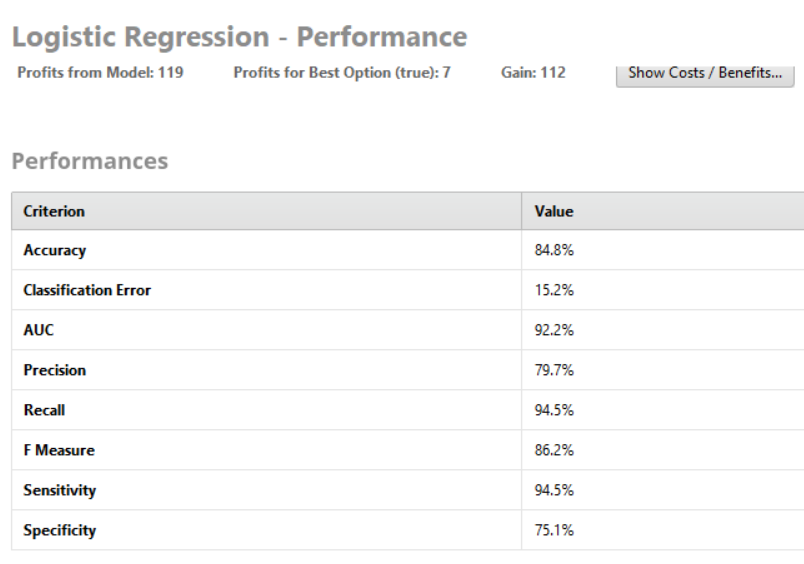 Logistic Regression - Performance
Profits from Model: 119 Profits for Best Option (true): 7 Gain: 112 Show Costs / Benefits...
Performances
Criterion Value
Accuracy 84.8%
Classification Error 15.2%
AUC 92.2%
Precision 79.7%
Recall 94.5%
F Measure 86.2%
Sensitivity 94.5%
Specificity 75.1%